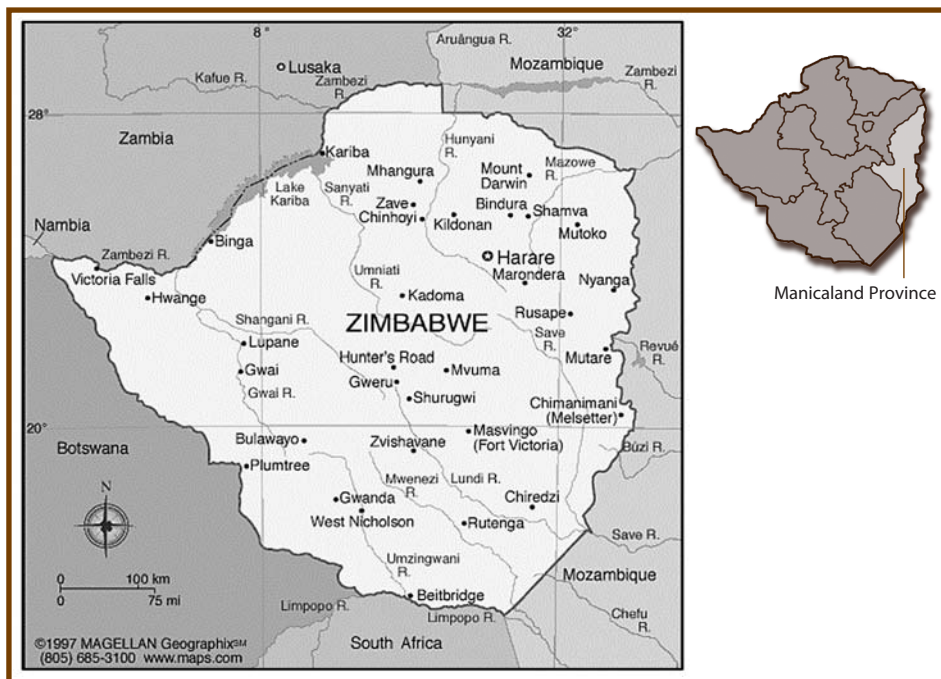 8
32
Aruângua R.
Lusaka
Mozambique
Kafue R.
Zambezi
R.
Zambezi
R.
28
Zambia
Hunyani
R.
Kariba
Mhangura
Mount
Darwin
Mazowe
R.
Lake
Kariba
Sanyati
R.
Zave
Chinhoyi
Kildonan
Bindura
Shamva
Mutoko
Nambia
Binga
Zambezi R.
Harare
Marondera
Victoria Falls
Hwange
Umniati
R.
Kadoma
Nyanga
Shangani R.
ZIMBABWE
Rusape
Save
R.
Lupane
Hunter's Road
Mvuma
Mutare
Revué
R.
Gwai
Gweru
Gwai R.
Shurugwi
Chimanimani
(Melsetter)
20
Bulawayo
Zvishavane
Masvingo
(Fort Victoria)
Búzi R.
Botswana
Plumtree
Mwenezi
R.
Lundi R.
Chiredzi
N
Gwanda
West Nicholson
Rutenga
Save R.
0
100 km
0
75 mi
Umzingwani
R.
Mozambique
Beitbridge
Limpopo R.
Limpopo R.
Chefu
R.
South Africa
©1997 MAGELLAN Geographix℠
(805) 685-3100 www.maps.com
Manicaland Province